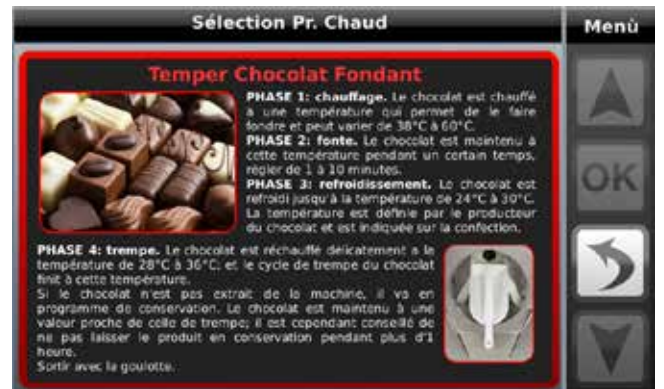 Sélection Pr. Chaud
Menù
Temper Chocolat Fondant
PHASE 1: chauffage. Le chocolat est chauffé
à une température qui permet de le faire
fondre et peut varier de 38°C à 60°C.
PHASE 2: fonte. Le chocolat est maintenu à
cette température pendant un certain temps,
régler de 1 à 10 minutes.
PHASE 3: refroidissement. Le chocolat est
refroidi jusqu'à la température de 24°C à 30°C.
La température est définie par le producteur
du chocolat et est indiquée sur la confection.
PHASE 4: trempe. Le chocolat est réchauffé délicatement a la
température de 28°C à 36°C; et le cycle de trempe du chocolat
finit à cette température.
Si le chocolat n'est pas extrait de la machine, il va en
programme de conservation. Le chocolat est maintenu à une
valeur proche de celle de trempe; il est cependant conseillé de
ne pas laisser le produit en conservation pendant plus d'1
heure.
Sortir avec la goulotte.
OK